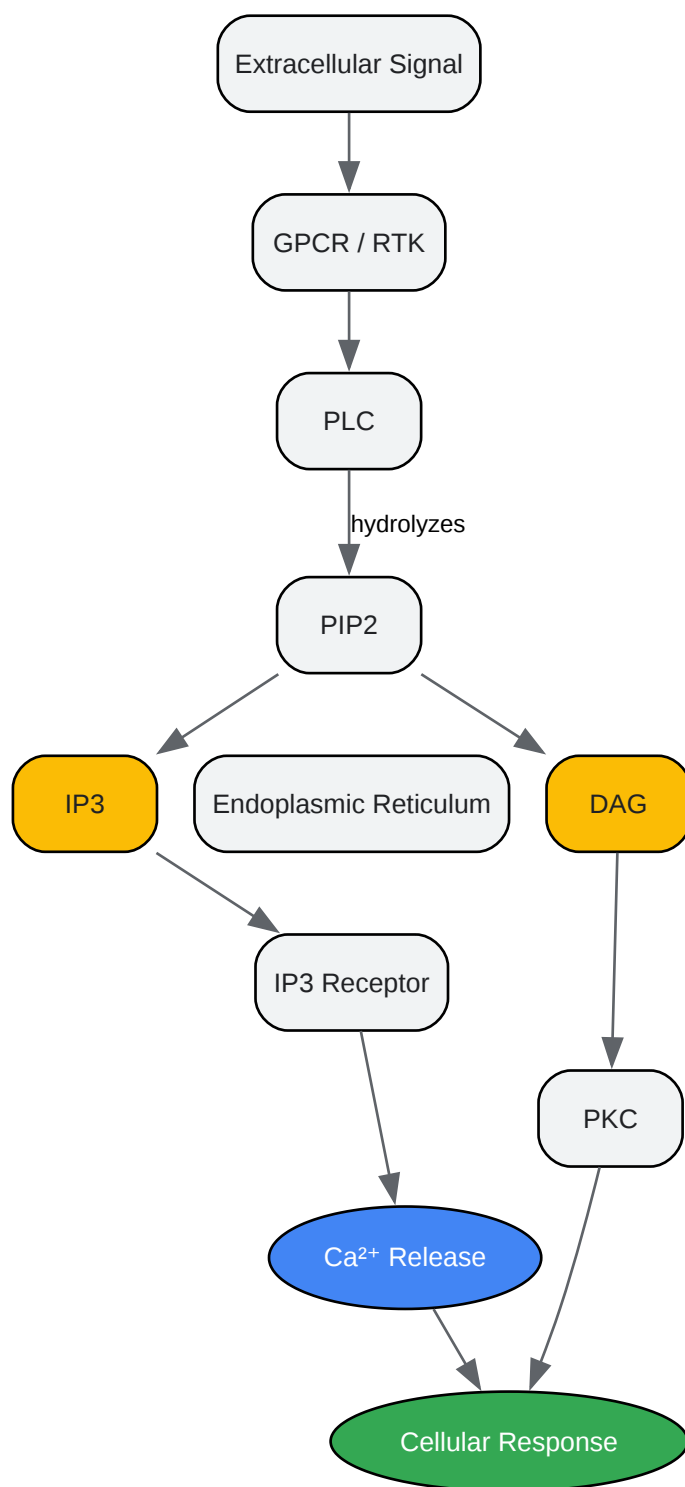 Extracellular Signal
GPCR / RTK
PLC
hydrolyzes
PIP2
IP3
Endoplasmic Reticulum
DAG
IP3 Receptor
PKC
Ca²⁺ Release
Cellular Response